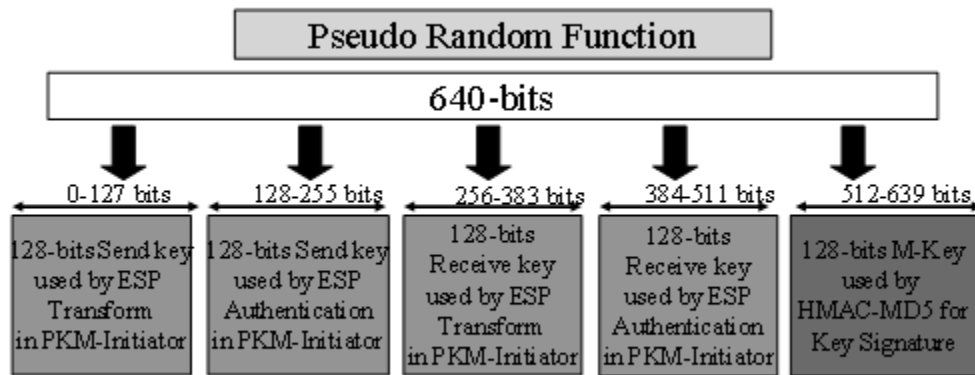 Pseudo Random Function
640-bits
0-127 bits
128-255 bits
256-383 bits
384-511 bits
512-639 bits
128-bits Send key
used by ESP
Transform
in PKM-Initiator
128-bits Send key
used by ESP
Authentication
in PKM-Initiator
128-bits
Receive key
used by ESP
Transform
in PKM-Initiator
128-bits
Receive key
used by ESP
Authentication
in PKM-Initiator
128-bits M-Key
used by
HMAC-MD5 for
Key Signature